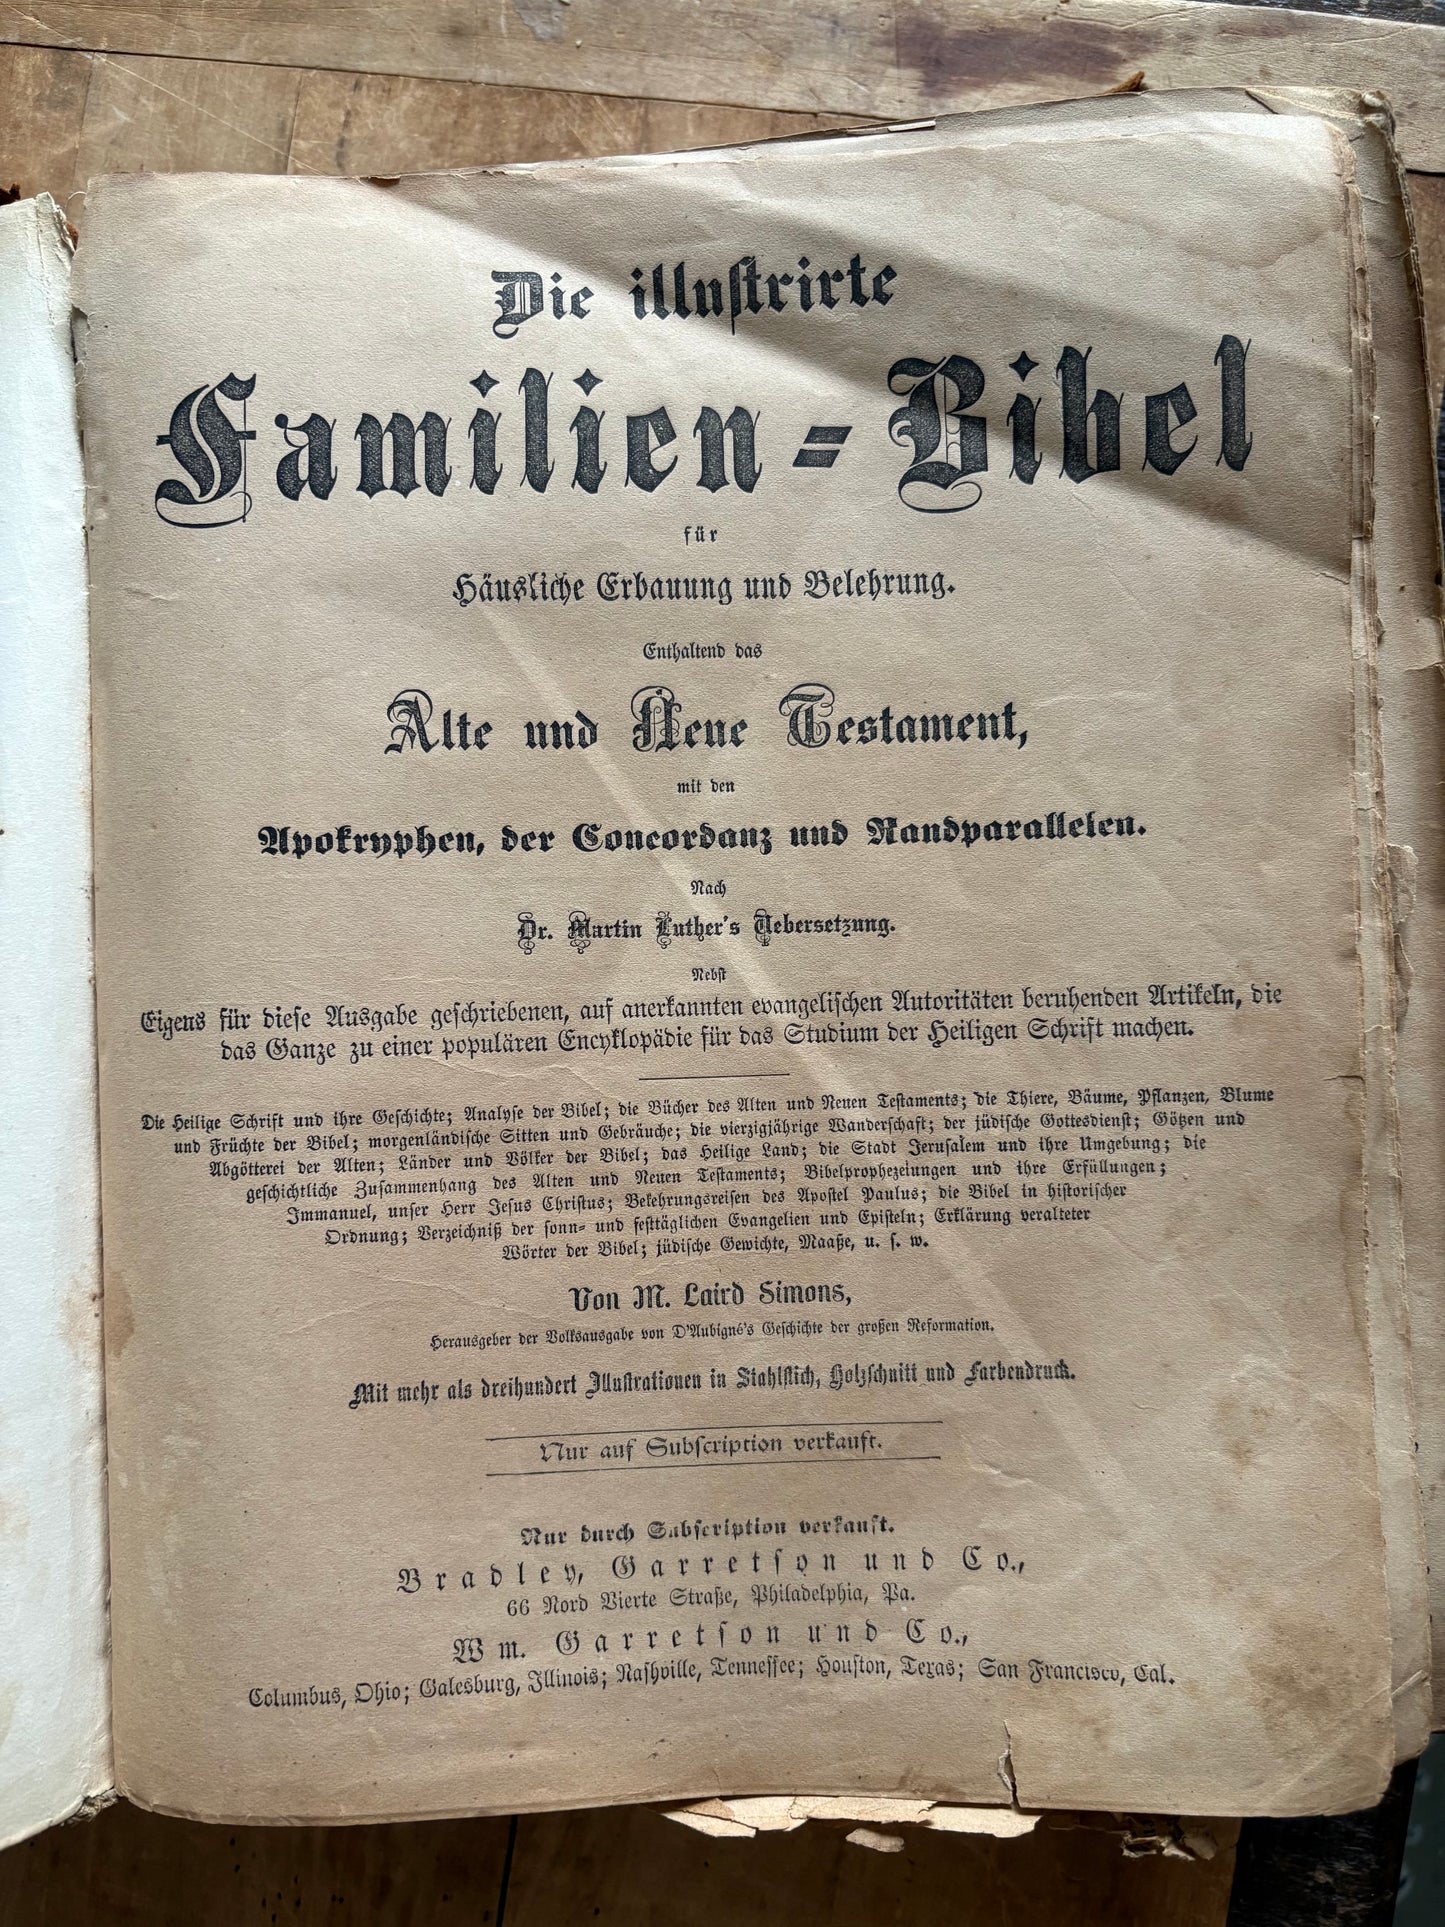 Die illustrirte
Familien-Bibel
für
Häusliche Erbauung und Belehrung.
Enthaltend das
Alte und Neue Testament,
mit den
Apokryphen, der Concordanz und Randparallelen.
Nach
Dr. Martin Luther's Uebersetzung.
Nebst
Eigens für diese Ausgabe geschriebenen, auf anerkannten evangelischen Autoritäten beruhenden Artikeln, die
das Ganze zu einer populären Encyklopädie für das Studium der Heiligen Schrift machen.
Die Heilige Schrift und ihre Geschichte; Analyse der Bibel; die Bücher des Alten und Neuen Testaments; die Thiere, Bäume, Pflanzen, Blume
und Früchte der Bibel; morgenländische Sitten und Gebräuche; die vierzigjährige Wanderschaft; der jüdische Gottesdienst; Götzen und
Abgötterei der Alten; Länder und Völker der Bibel; das Heilige Land; die Stadt Jerusalem und ihre Umgebung; die
geschichtliche Zusammenhang des Alten und Neuen Testaments; Bibelprophezeiungen und ihre Erfüllungen;
Immanuel, unser Herr Jesus Christus; Bekehrungsreisen des Apostel Paulus; die Bibel in historischer
Ordnung; Verzeichniß der sonn- und festtäglichen Evangelien und Episteln; Erklärung veralteter
Wörter der Bibel; jüdische Gewichte, Maaße, u. s. w.
Von M. Laird Simons,
Herausgeber der Volksausgabe von D'Aubigné's Geschichte der großen Reformation.
Mit mehr als dreihundert Illustrationen in Stahlstich, Holzschnitt und Farbendruck.
Nur auf Subscription verkauft.
Nur durch Subscription verkauft.
Bradley, Garretson und Co.,
66 Nord Vierte Straße, Philadelphia, Pa.
Wm. Garretson und Co.,
Columbus, Ohio; Galesburg, Illinois; Nashville, Tennessee; Houston, Texas; San Francisco, Cal.